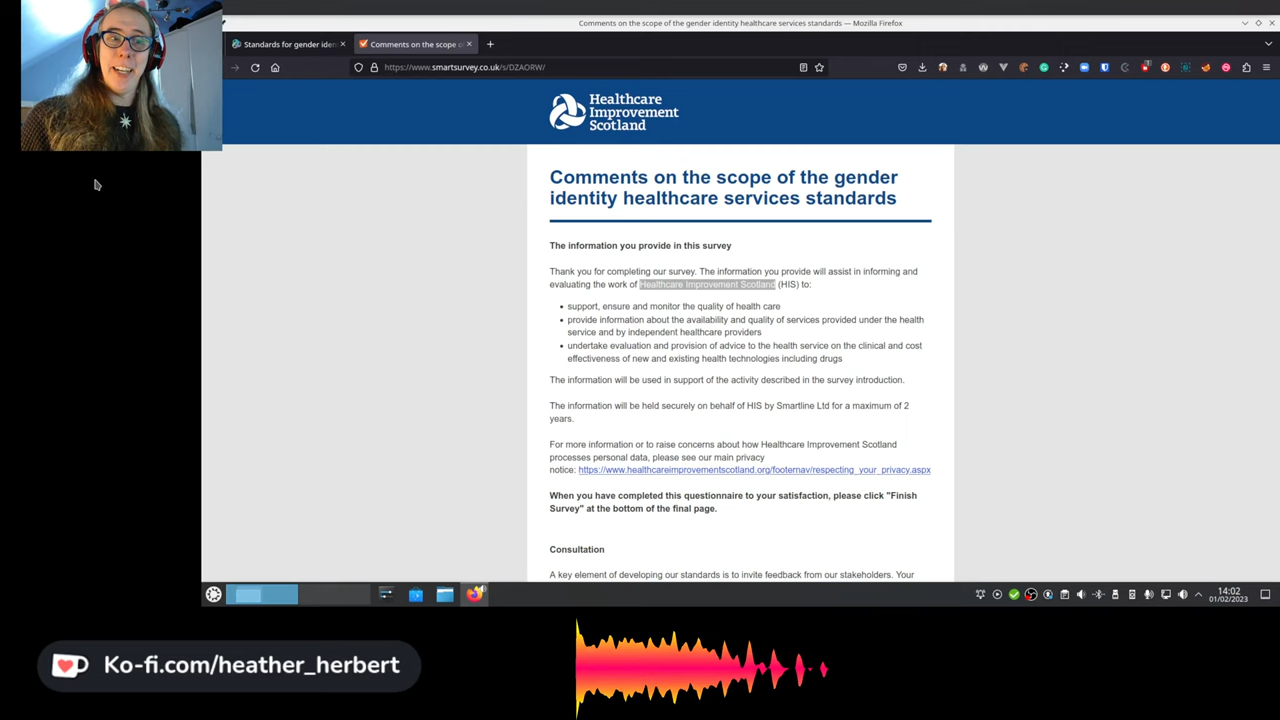 Comments on the scope of the gender identity healthcare services standards — Mozilla Firefox
Standards for gender iden
Comments on the scope o
https://www.smartsurvey.co.uk/s/DZAORW/
Healthcare
Improvement
Scotland
Comments on the scope of the gender
identity healthcare services standards
The information you provide in this survey
Thank you for completing our survey. The information you provide will assist in informing and
evaluating the work of Healthcare Improvement Scotland (HIS) to:
support, ensure and monitor the quality of health care
provide information about the availability and quality of services provided under the health
service and by independent healthcare providers
undertake evaluation and provision of advice to the health service on the clinical and cost
effectiveness of new and existing health technologies including drugs
The information will be used in support of the activity described in the survey introduction.
The information will be held securely on behalf of HIS by Smartline Ltd for a maximum of 2
years.
For more information or to raise concerns about how Healthcare Improvement Scotland
processes personal data, please see our main privacy
notice: https://www.healthcareimprovementscotland.org/footernav/respecting_your_privacy.aspx
When you have completed this questionnaire to your satisfaction, please click "Finish
Survey" at the bottom of the final page.
Consultation
A key element of developing our standards is to invite feedback from our stakeholders. Your
14:02
01/02/2023
Ko-fi.com/heather_herbert